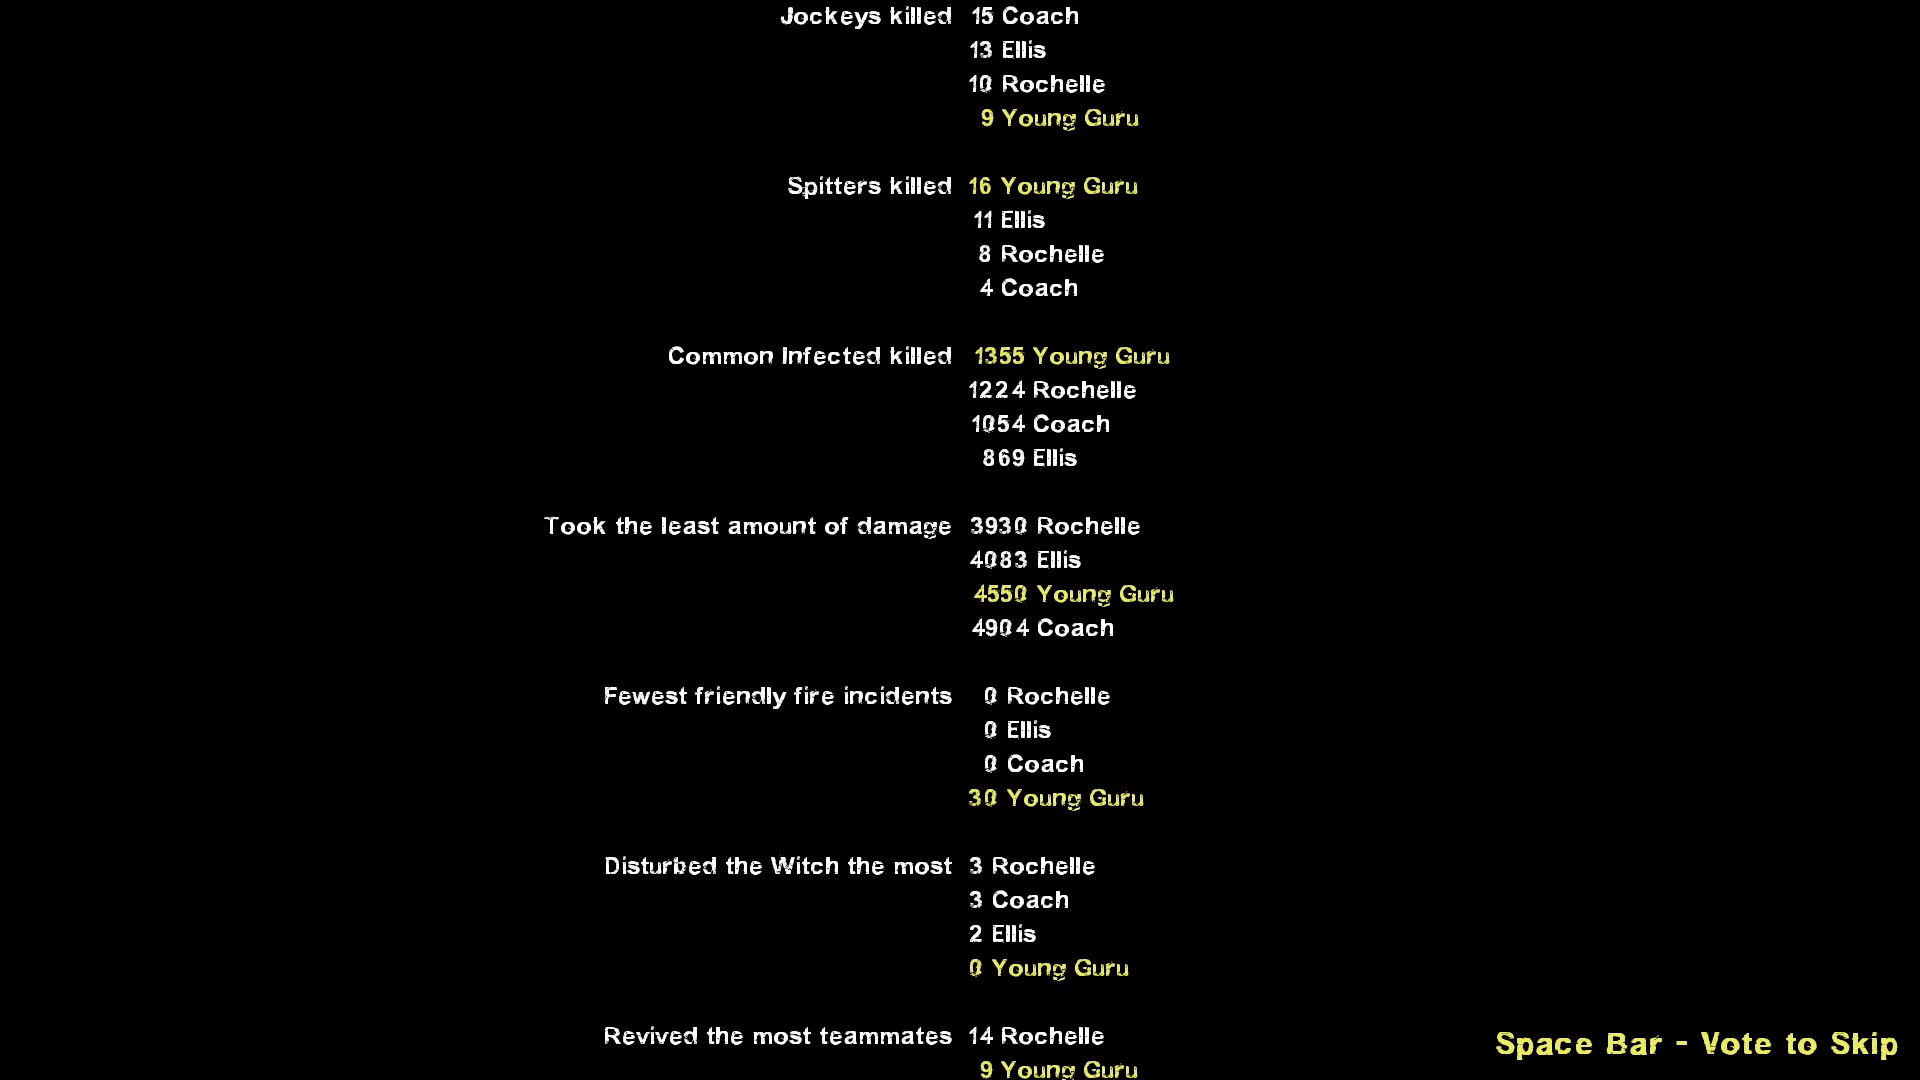 Jockeys killed 15 Coach
13 Ellis
10 Rochelle
9 Young Guru
Spitters killed 16 Young Guru
11 Ellis
8 Rochelle
4 Coach
Common Infected killed 1355 Young Guru
1224 Rochelle
1054 Coach
869 Ellis
Took the least amount of damage 3930 Rochelle
4083 Ellis
4550 Young Guru
4904 Coach
Fewest friendly fire incidents 0 Rochelle
0 Ellis
0 Coach
30 Young Guru
Disturbed the Witch the most 3 Rochelle
3 Coach
2 Ellis
0 Young Guru
Revived the most teammates 14 Rochelle
9 Young Guru
Space Bar - Vote to Skip